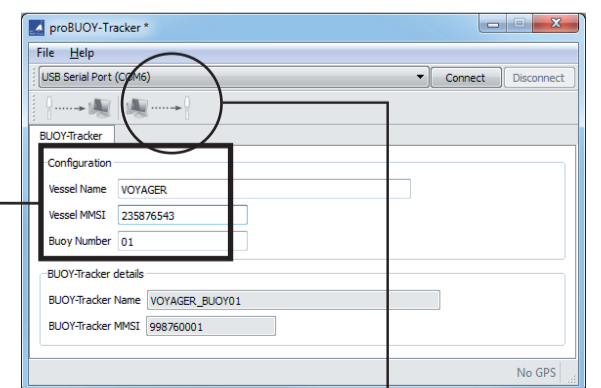 proBUOY-Tracker *
File Help
USB Serial Port (COM6) Connect Disconnect
BUOY-Tracker
Configuration
Vessel Name VOYAGER
Vessel MMSI 235876543
Buoy Number 01
BUOY-Tracker details
BUOY-Tracker Name VOYAGER_BUOY01
BUOY-Tracker MMSI 998760001
No GPS